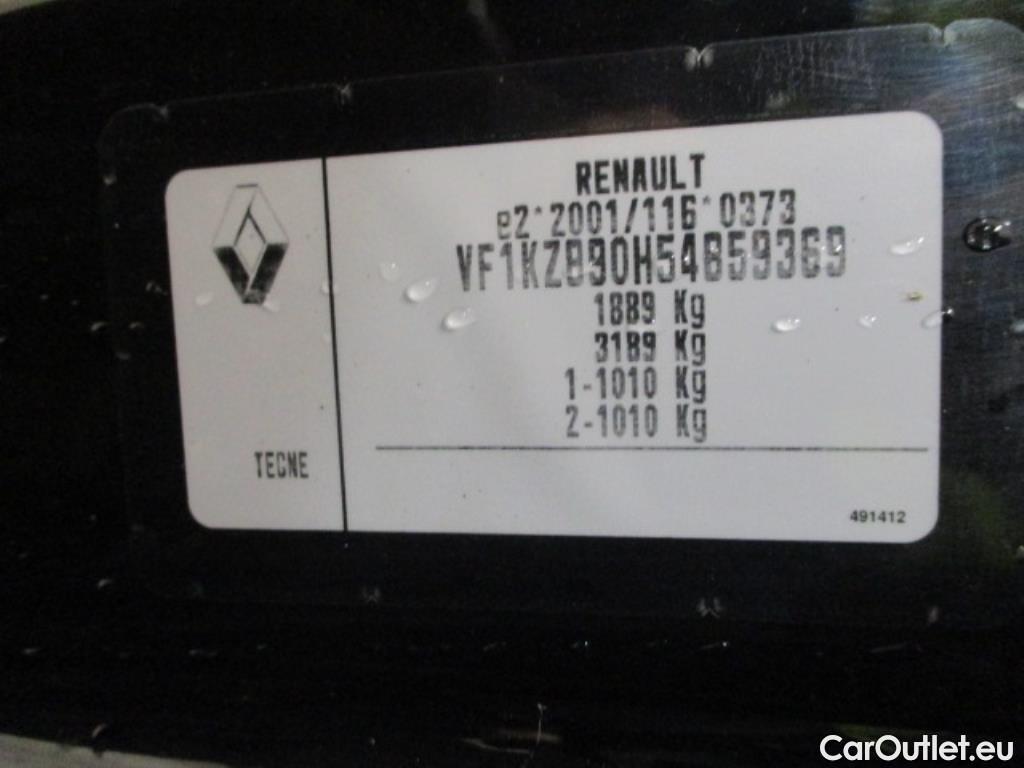 RENAULT
e2*2001/116*0373
VF1KZ890H54859369
1889 Kg
3189 Kg
1-1010 Kg
2-1010 Kg
TECNE
491412
CarOutlet.eu